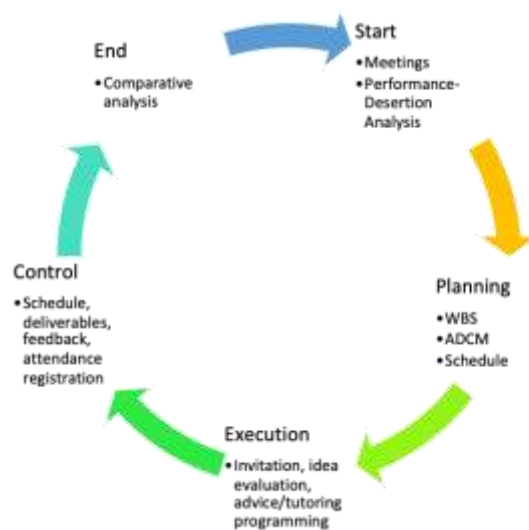 Start
•Meetings
•Performance-
Desertion
Analysis
Planning
•WBS
•ADCM
•Schedule
Execution
•Invitation, idea
evaluation,
advice/tutoring
programming
Control
•Schedule,
deliverables,
feedback,
attendance
registration
End
•Comparative
analysis